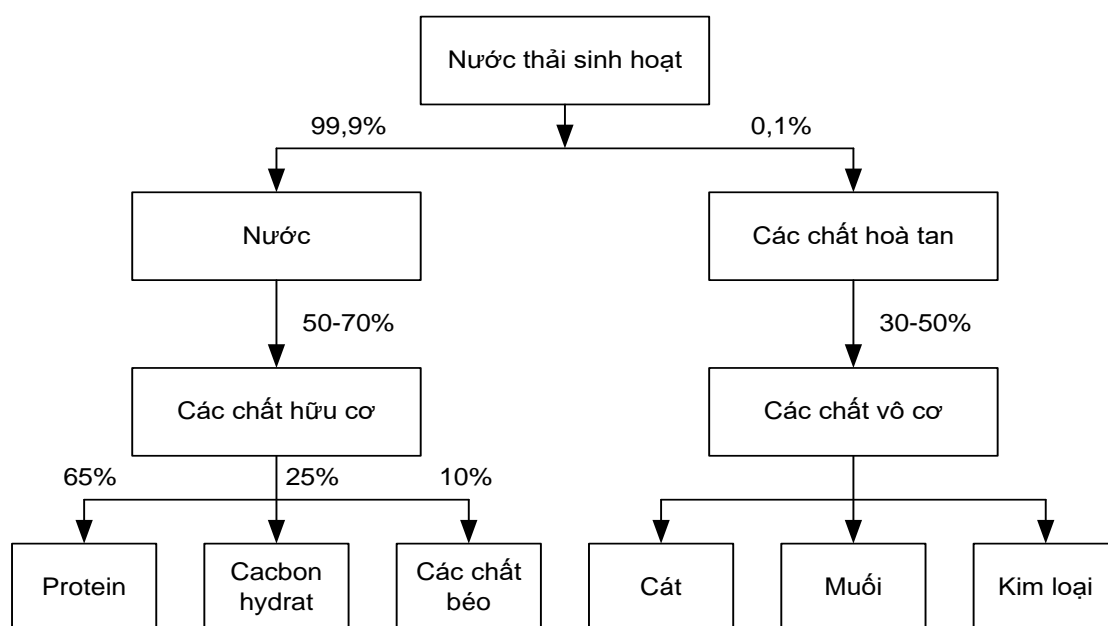 Nước thải sinh hoạt
99,9%
0,1%
Nước
Các chất hoà tan
50-70%
30-50%
Các chất hữu cơ
Các chất vô cơ
65%
25%
10%
Protein
Cacbon
hydrat
Các chất
béo
Cát
Muối
Kim loại